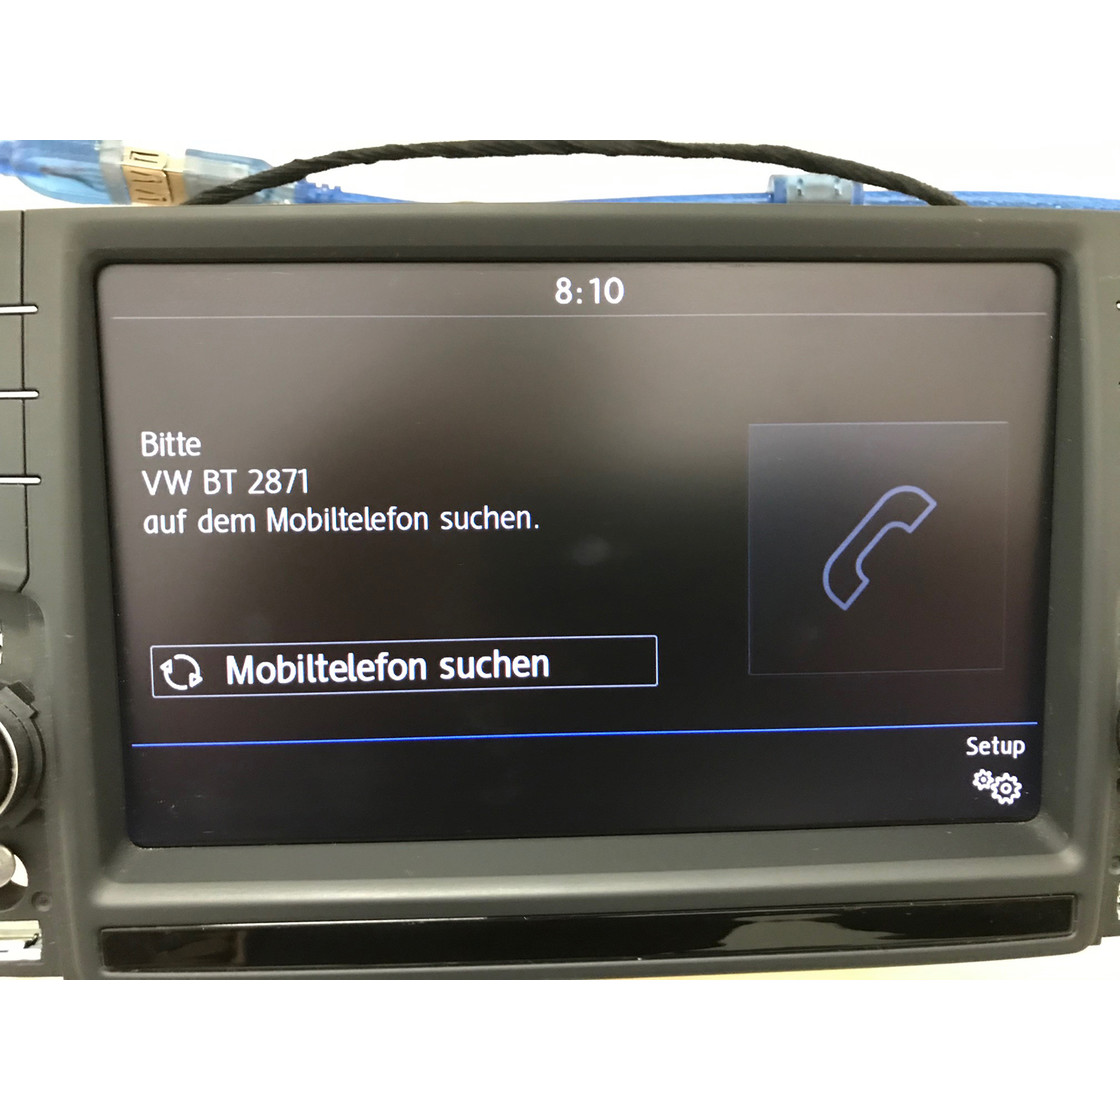 8:10
Bitte
VW BT 2871
auf dem Mobiltelefon suchen.
Mobiltelefon suchen
Setup